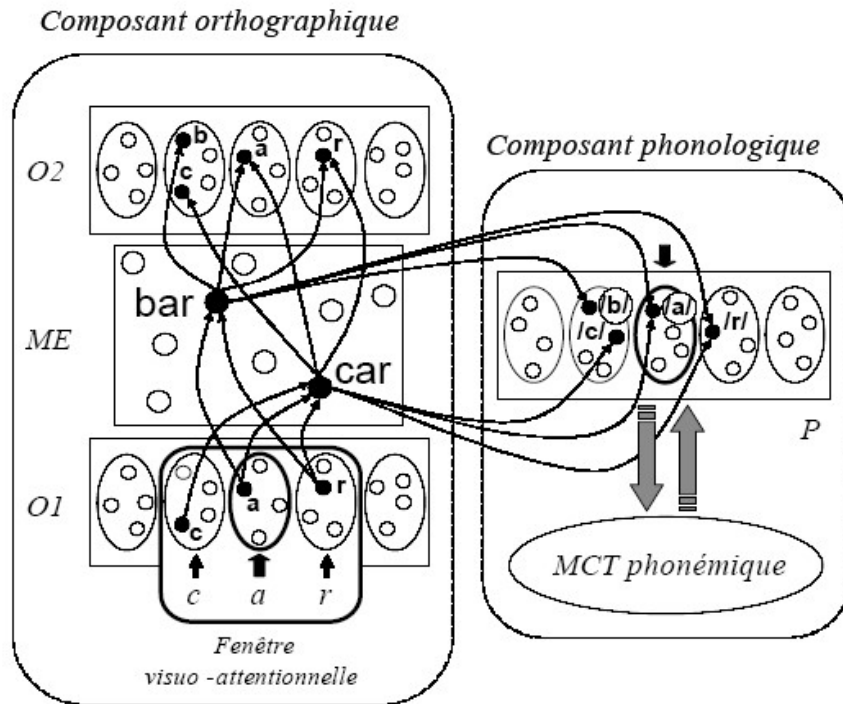 Composant orthographique
O2
b
c
a
r
ME
bar
car
O1
c
a
r
c a r
Fenêtre
visuo -attentionnelle
Composant phonologique
/b/
/c/
/a/
/r/
P
MCT phonémique